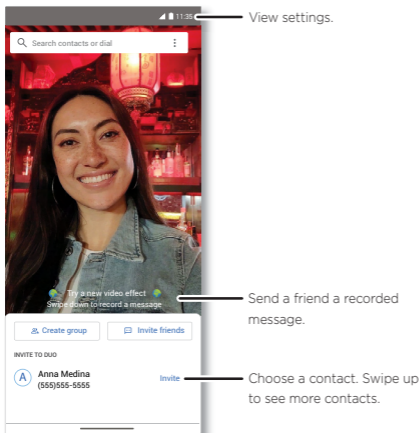 11:35
View settings.
Search contacts or dial
Try a new video effect
Swipe down to record a message
Send a friend a recorded
message.
Create group
Invite friends
INVITE TO DUO
A
Anna Medina
(555)555-5555
Invite
Choose a contact. Swipe up
to see more contacts.